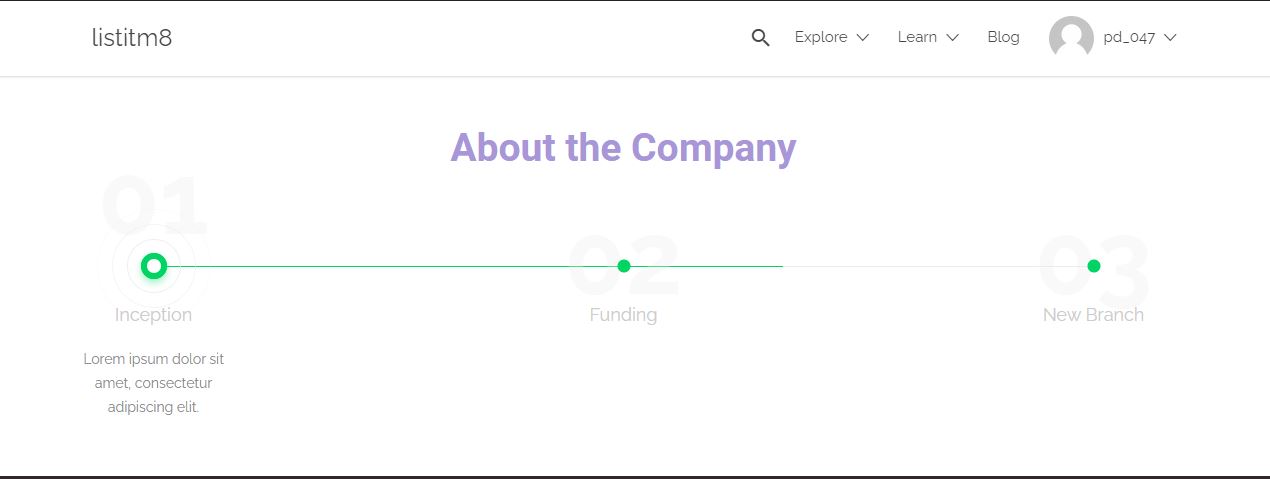 listitm8
Explore
Learn
Blog
pd_047
About the Company
01
02
03
Inception
Funding
New Branch
Lorem ipsum dolor sit
amet, consectetur
adipiscing elit.